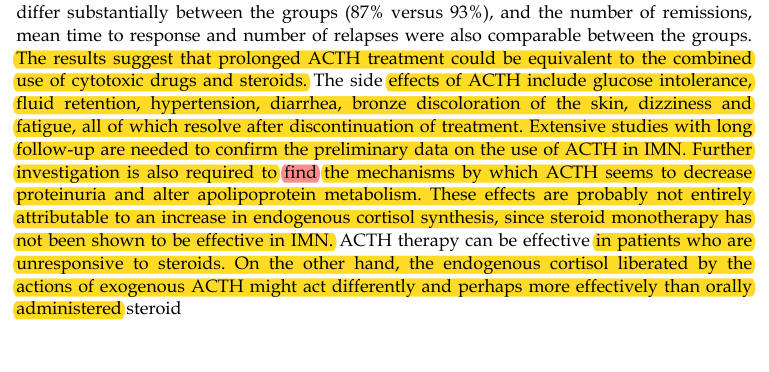 differ substantially between the groups (87% versus 93%), and the number of remissions,
mean time to response and number of relapses were also comparable between the groups.
The results suggest that prolonged ACTH treatment could be equivalent to the combined
use of cytotoxic drugs and steroids. The side effects of ACTH include glucose intolerance,
fluid retention, hypertension, diarrhea, bronze discoloration of the skin, dizziness and
fatigue, all of which resolve after discontinuation of treatment. Extensive studies with long
follow-up are needed to confirm the preliminary data on the use of ACTH in IMN. Further
investigation is also required to find the mechanisms by which ACTH seems to decrease
proteinuria and alter apolipoprotein metabolism. These effects are probably not entirely
attributable to an increase in endogenous cortisol synthesis, since steroid monotherapy has
not been shown to be effective in IMN. ACTH therapy can be effective in patients who are
unresponsive to steroids. On the other hand, the endogenous cortisol liberated by the
actions of exogenous ACTH might act differently and perhaps more effectively than orally
administered steroid